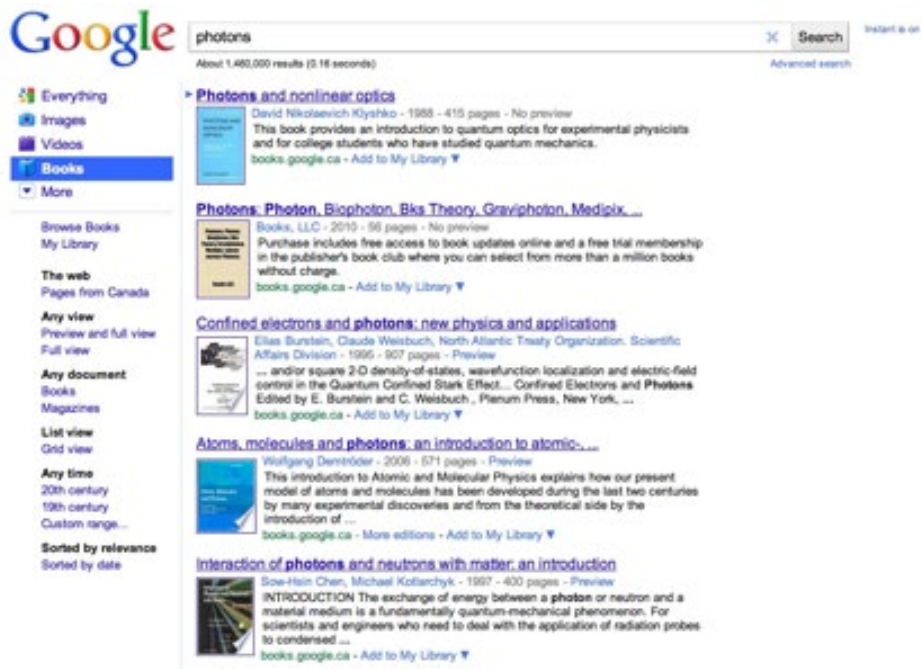 Google
photons
Search
Instant is on
About 1,460,000 results (0.16 seconds)
Advanced search
Everything
Images
Videos
Books
More
Browse Books
My Library
The web
Pages from Canada
Any view
Preview and full view
Full view
Any document
Books
Magazines
List view
Grid view
Any time
20th century
19th century
Custom range...
Sorted by relevance
Sorted by date
Photons and nonlinear optics
David Nikolaevich Klyshko - 1988 - 415 pages - No preview
This book provides an introduction to quantum optics for experimental physicists
and for college students who have studied quantum mechanics.
books.google.ca - Add to My Library ▼
Photons: Photon, Biophoton, Bks Theory, Graviphoton, Medipix, ...
Books, LLC - 2010 - 56 pages - No preview
Purchase includes free access to book updates online and a free trial membership
in the publisher's book club where you can select from more than a million books
without charge.
books.google.ca - Add to My Library ▼
Confined electrons and photons: new physics and applications
Elias Burstein, Claude Weisbuch, North Atlantic Treaty Organization. Scientific
Affairs Division - 1995 - 907 pages - Preview
... and/or square 2-D density-of-states, wavefunction localization and electric-field
control in the Quantum Confined Stark Effect... Confined Electrons and Photons
Edited by E. Burstein and C. Weisbuch , Plenum Press, New York, ...
books.google.ca - Add to My Library ▼
Atoms, molecules and photons: an introduction to atomic-, ...
Wolfgang Demtröder - 2006 - 571 pages - Preview
This introduction to Atomic and Molecular Physics explains how our present
model of atoms and molecules has been developed during the last two centuries
by many experimental discoveries and from the theoretical side by the
introduction of ...
books.google.ca - More editions - Add to My Library ▼
Interaction of photons and neutrons with matter: an introduction
Sow-Hsin Chen, Michael Kotlarchyk - 1997 - 400 pages - Preview
INTRODUCTION The exchange of energy between a photon or neutron and a
material medium is a fundamentally quantum-mechanical phenomenon. For
scientists and engineers who need to deal with the application of radiation probes
to condensed ...
books.google.ca - Add to My Library ▼